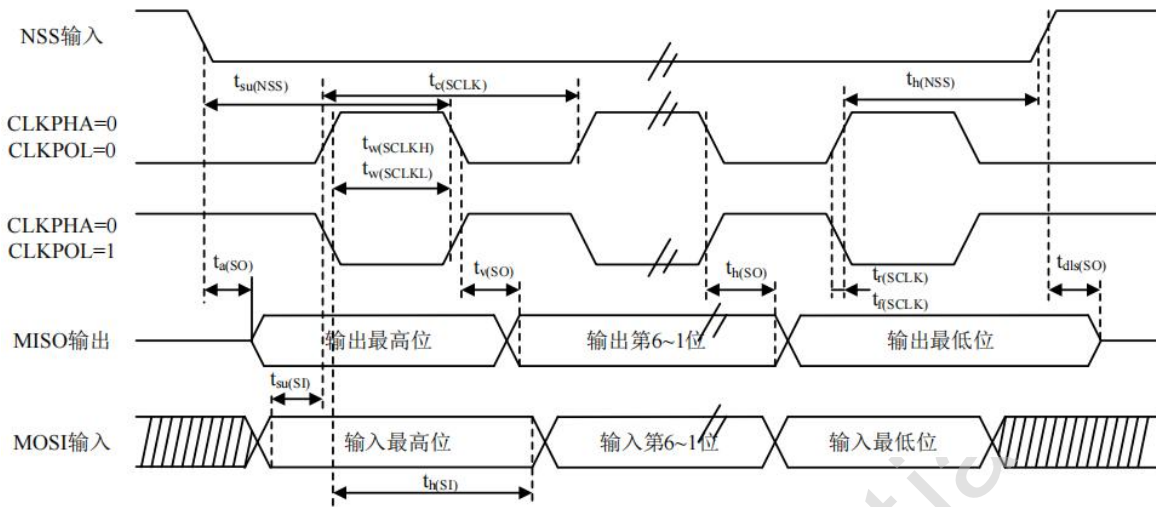 NSS输入
tsu(NSS)
tc(SCLK)
th(NSS)
CLKPHA=0
CLKPOL=0
tw(SCLKH)
tw(SCLKL)
CLKPHA=0
CLKPOL=1
ta(SO)
tv(SO)
th(SO)
tr(SCLK)
tf(SCLK)
tdls(SO)
MISO输出
输出最高位
输出第6~1位
输出最低位
tsu(SI)
MOSI输入
输入最高位
输入第6~1位
输入最低位
th(SI)